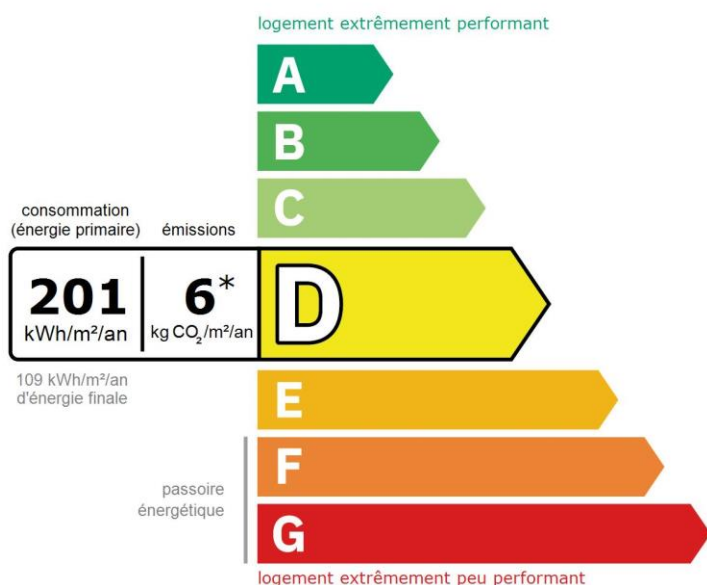 logement extrêmement performant
A
B
C
consommation
(énergie primaire)
émissions
201
kWh/m²/an
6*
kg CO₂/m²/an
D
109 kWh/m²/an
d'énergie finale
E
F
passoire
énergétique
G
logement extrêmement peu performant